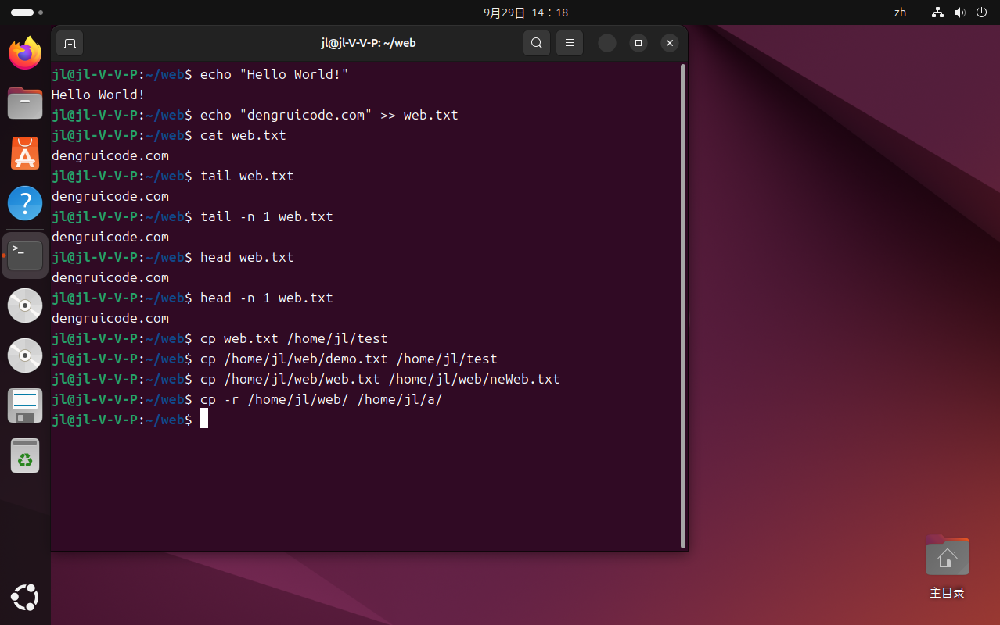 9月29日 14：18
zh
jl@jl-V-V-P: ~/web
jl@jl-V-V-P:~/web$ echo "Hello World!"
Hello World!
jl@jl-V-V-P:~/web$ echo "dengruicode.com" >> web.txt
jl@jl-V-V-P:~/web$ cat web.txt
dengruicode.com
jl@jl-V-V-P:~/web$ tail web.txt
dengruicode.com
jl@jl-V-V-P:~/web$ tail -n 1 web.txt
dengruicode.com
jl@jl-V-V-P:~/web$ head web.txt
dengruicode.com
jl@jl-V-V-P:~/web$ head -n 1 web.txt
dengruicode.com
jl@jl-V-V-P:~/web$ cp web.txt /home/jl/test
jl@jl-V-V-P:~/web$ cp /home/jl/web/demo.txt /home/jl/test
jl@jl-V-V-P:~/web$ cp /home/jl/web/web.txt /home/jl/web/neWeb.txt
jl@jl-V-V-P:~/web$ cp -r /home/jl/web/ /home/jl/a/
jl@jl-V-V-P:~/web$
主目录